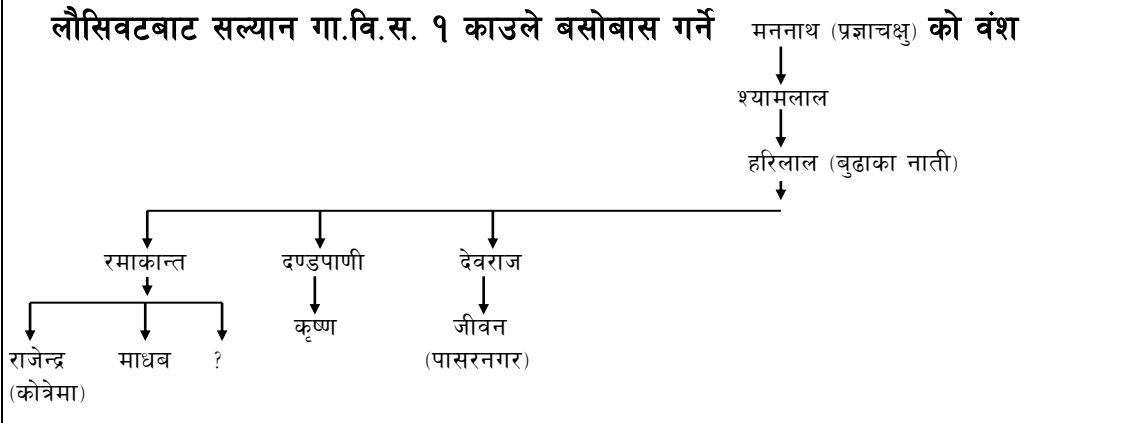 लौसिवटबाट सल्यान गा.वि.स. १ काउले बसोबास गर्ने मननाथ (प्रज्ञाचक्षु) को वंश
श्यामलाल
हरिलाल (बुढाका नाती)
रमाकान्त दण्डपाणी देवराज
कृष्ण जीवन
राजेन्द्र माधब ? (पासरनगर)
(कोत्रेमा)